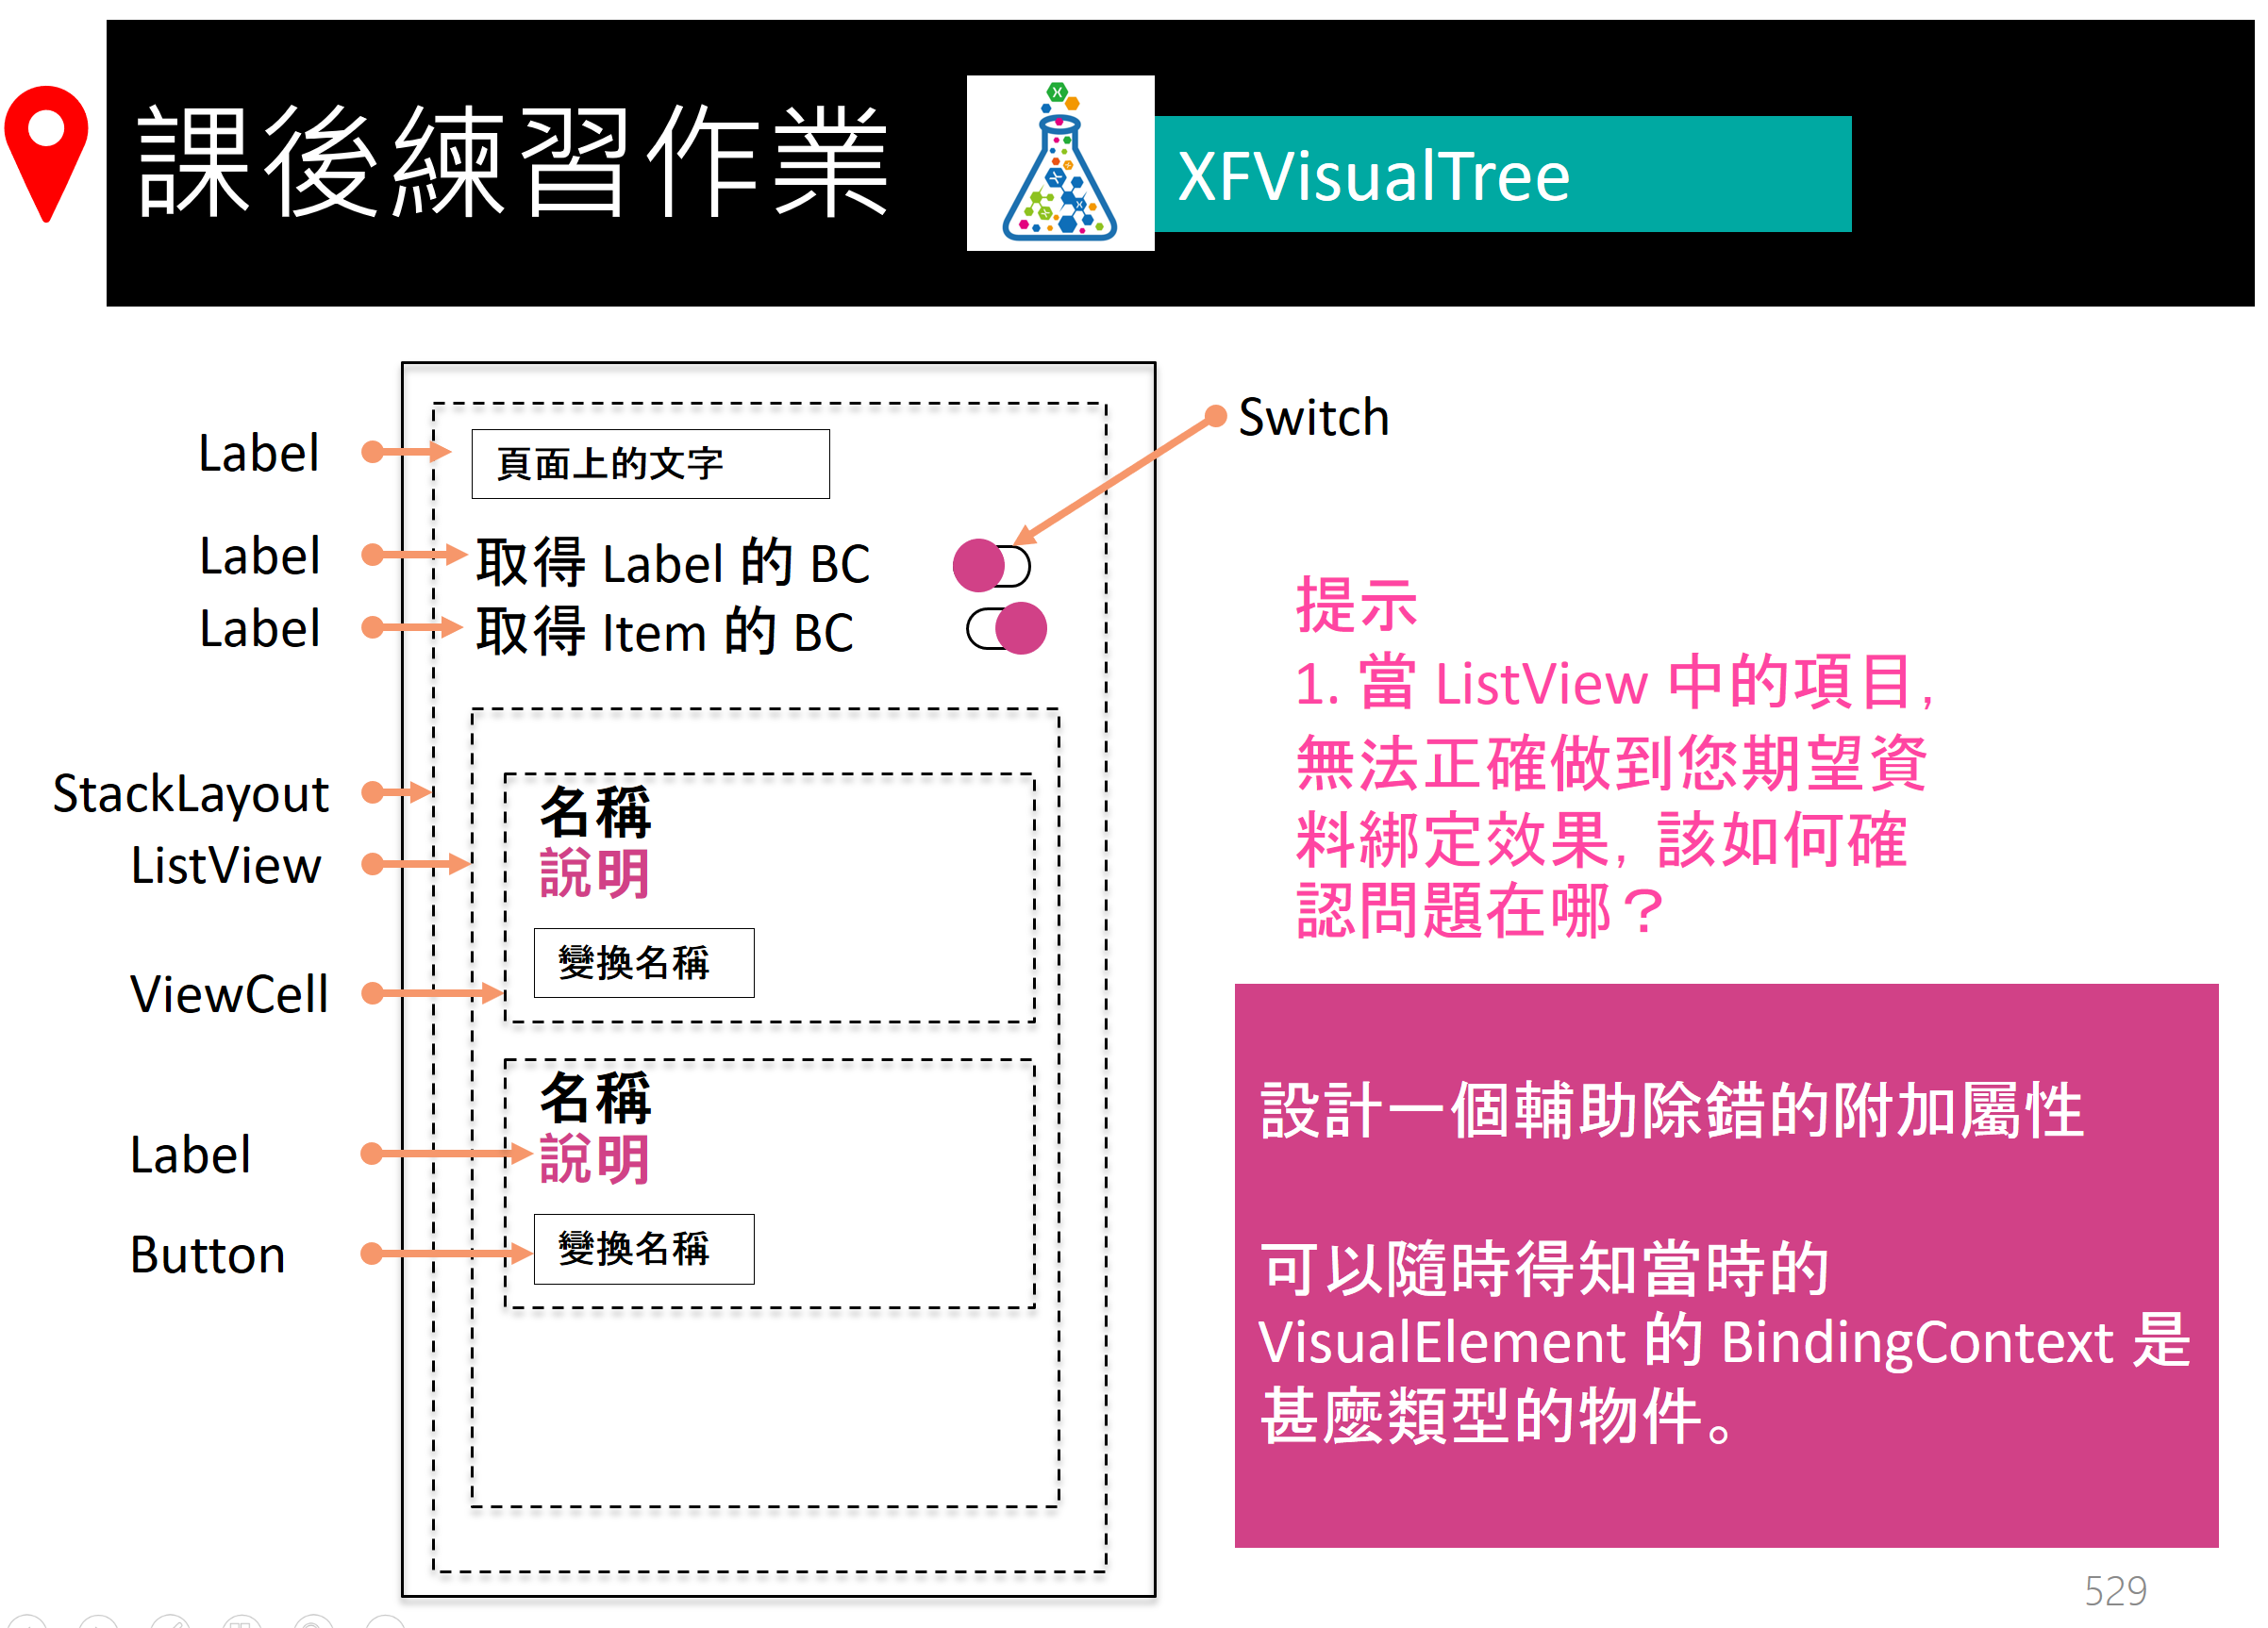 課後練習作業
XFVisualTree
Label
頁面上的文字
Switch
Label
取得 Label 的 BC
Label
取得 Item 的 BC
StackLayout
ListView
名稱
說明
ViewCell
變換名稱
名稱
Label
說明
Button
變換名稱
提示
1. 當 ListView 中的項目,
無法正確做到您期望資
料綁定效果, 該如何確
認問題在哪？
設計一個輔助除錯的附加屬性
可以隨時得知當時的
VisualElement 的 BindingContext 是
甚麼類型的物件。
529